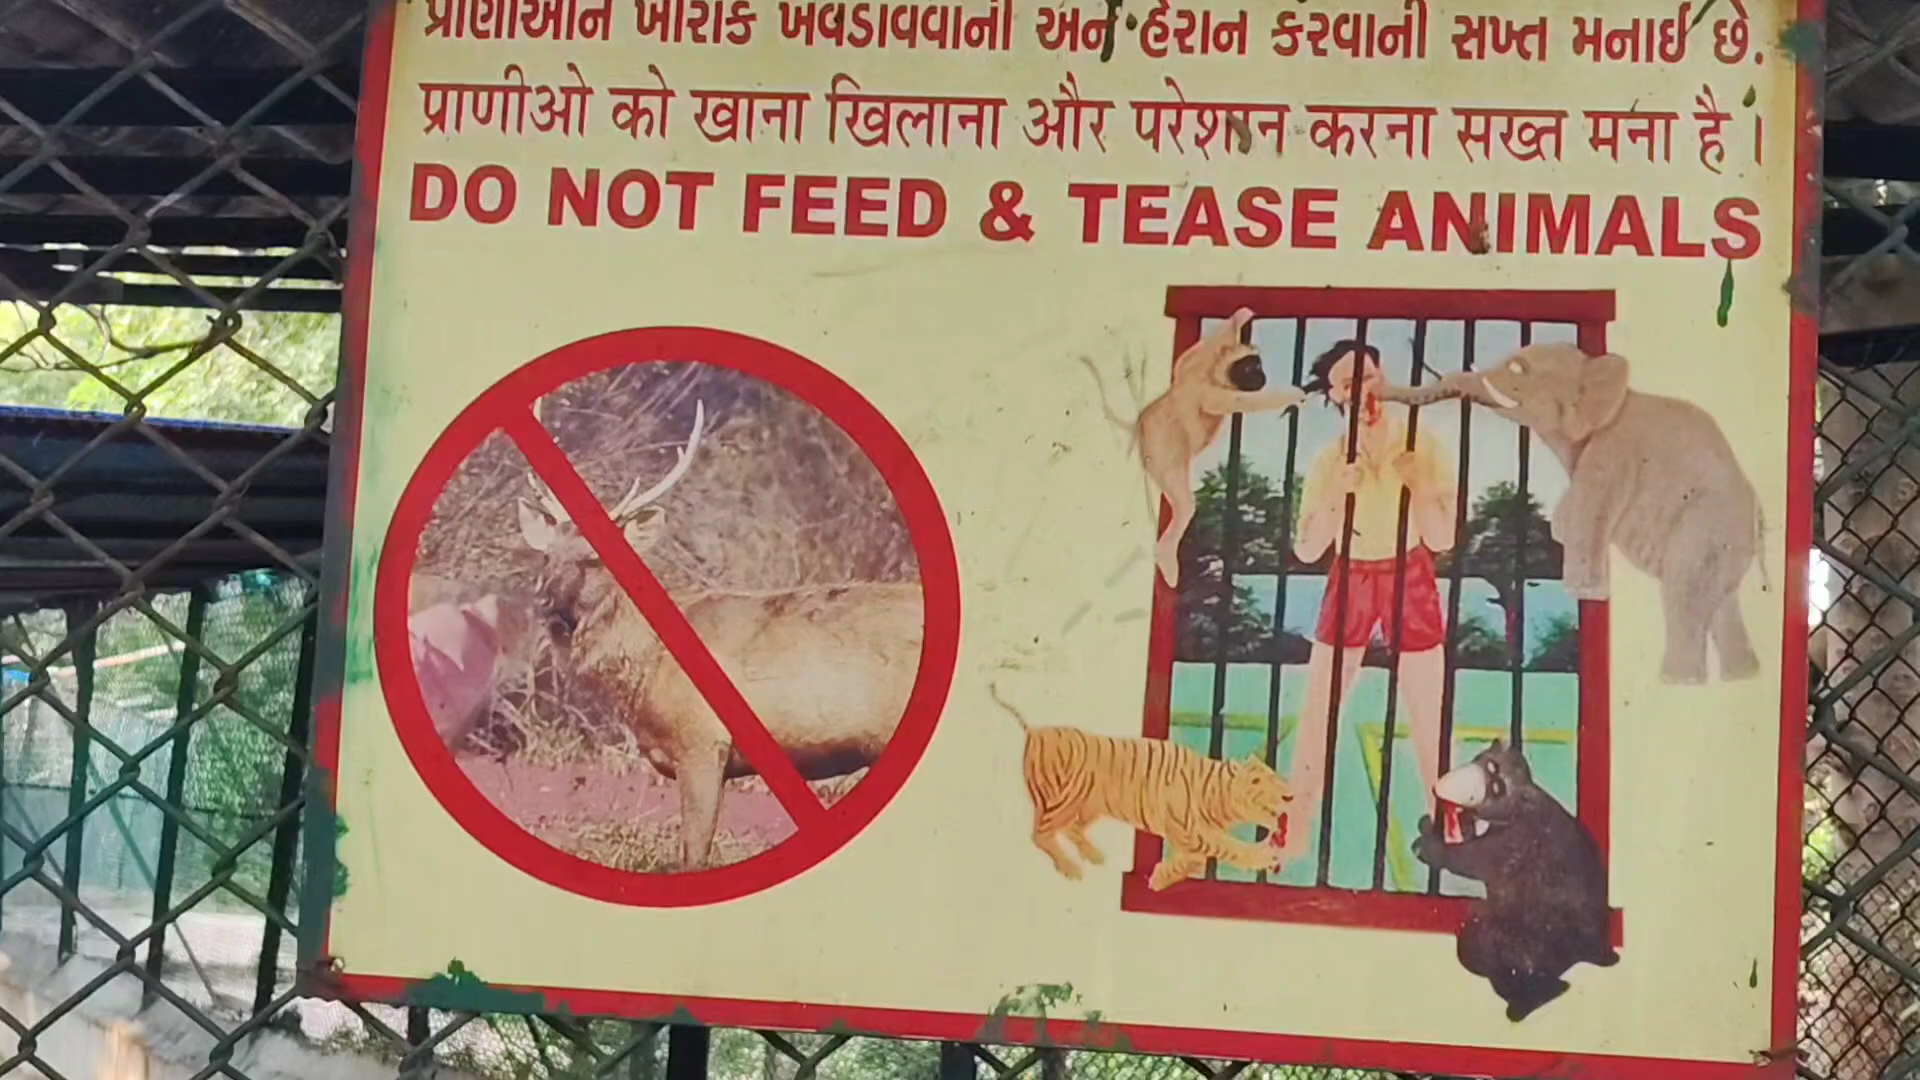 પ્રાણીઓને ખોરાક ખવડાવવાની અને હેરાન કરવાની સખ્ત મનાઈ છે.
प्राणीओ को खाना खिलाना और परेशान करना सख्त मना है।
DO NOT FEED & TEASE ANIMALS